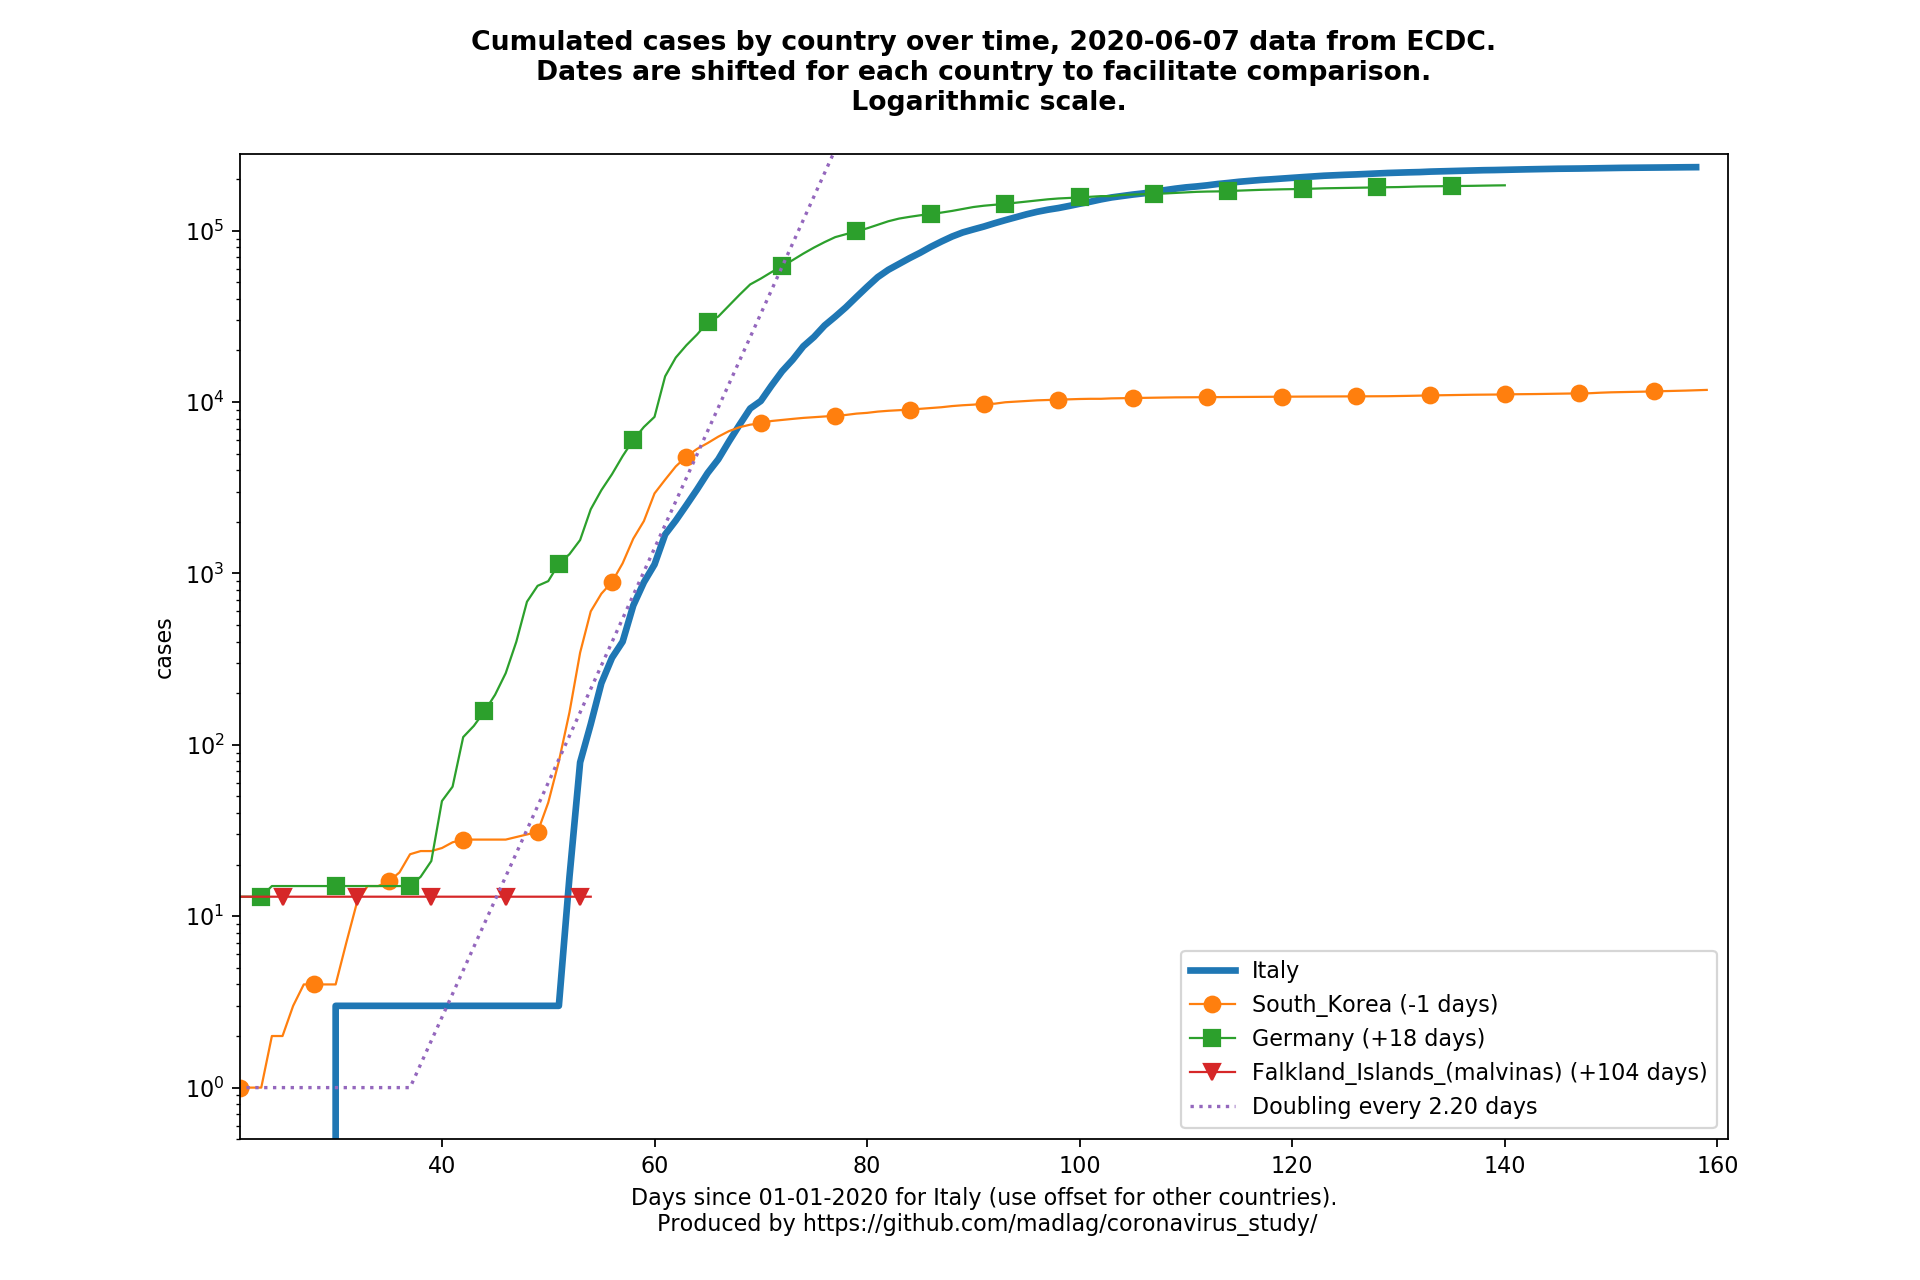 Cumulated cases by country over time, 2020-06-07 data from ECDC.
Dates are shifted for each country to facilitate comparison.
Logarithmic scale.
10^5
10^4
10^3
10^2
10^1
10^0
cases
Italy
South_Korea (-1 days)
Germany (+18 days)
Falkland_Islands_(malvinas) (+104 days)
Doubling every 2.20 days
40 60 80 100 120 140 160
Days since 01-01-2020 for Italy (use offset for other countries).
Produced by https://github.com/madlag/coronavirus_study/